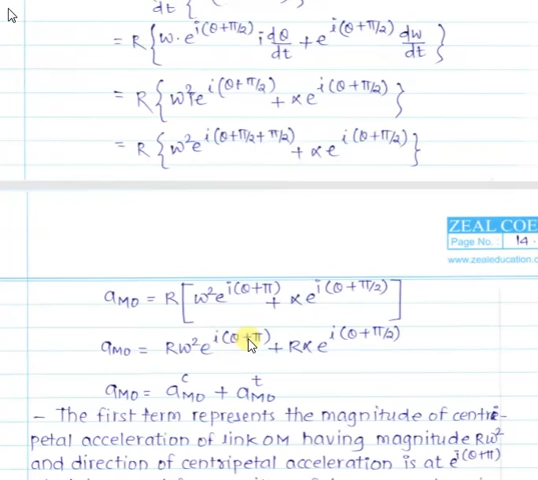 dt {
= R { w. e^i(θ+π/2) i dθ/dt + e^i(θ+π/2) dw/dt }
= R { w² i e^i(θ+π/2) + ∝ e^i(θ+π/2) }
= R { w² e^i(θ+π/2+π/2) + ∝ e^i(θ+π/2) }
ZEAL COE
Page No. 14.
www.zealeducation.c
a_MO = R [ w² e^i(θ+π) + ∝ e^i(θ+π/2) ]
a_MO = Rw² e^i(θ+π) + R∝ e^i(θ+π/2)
a_MO = a^c_MO + a^t_MO
- The first term represents the magnitude of centri-
petal acceleration of link OM having magnitude Rw²
and direction of centripetal acceleration is at e^i(θ+π)